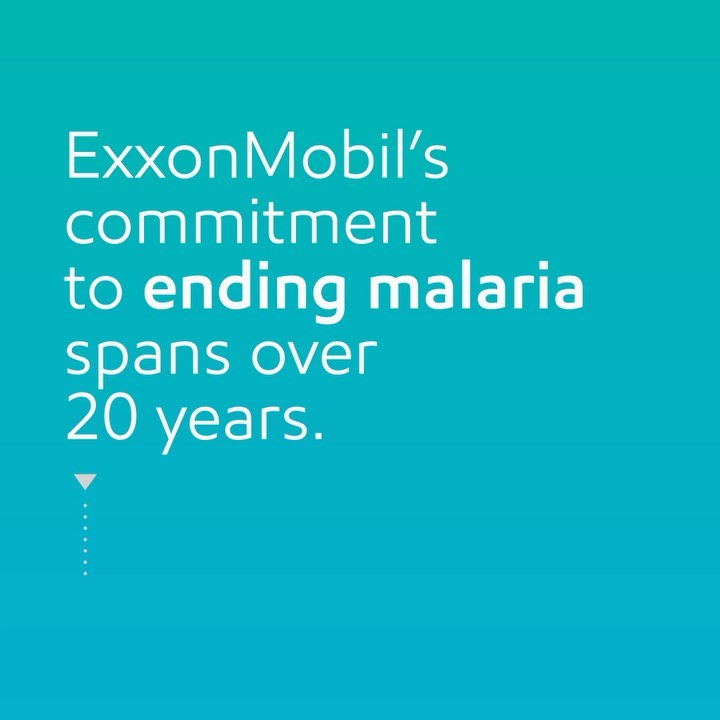 ExxonMobil’s
commitment
to ending malaria
spans over
20 years.